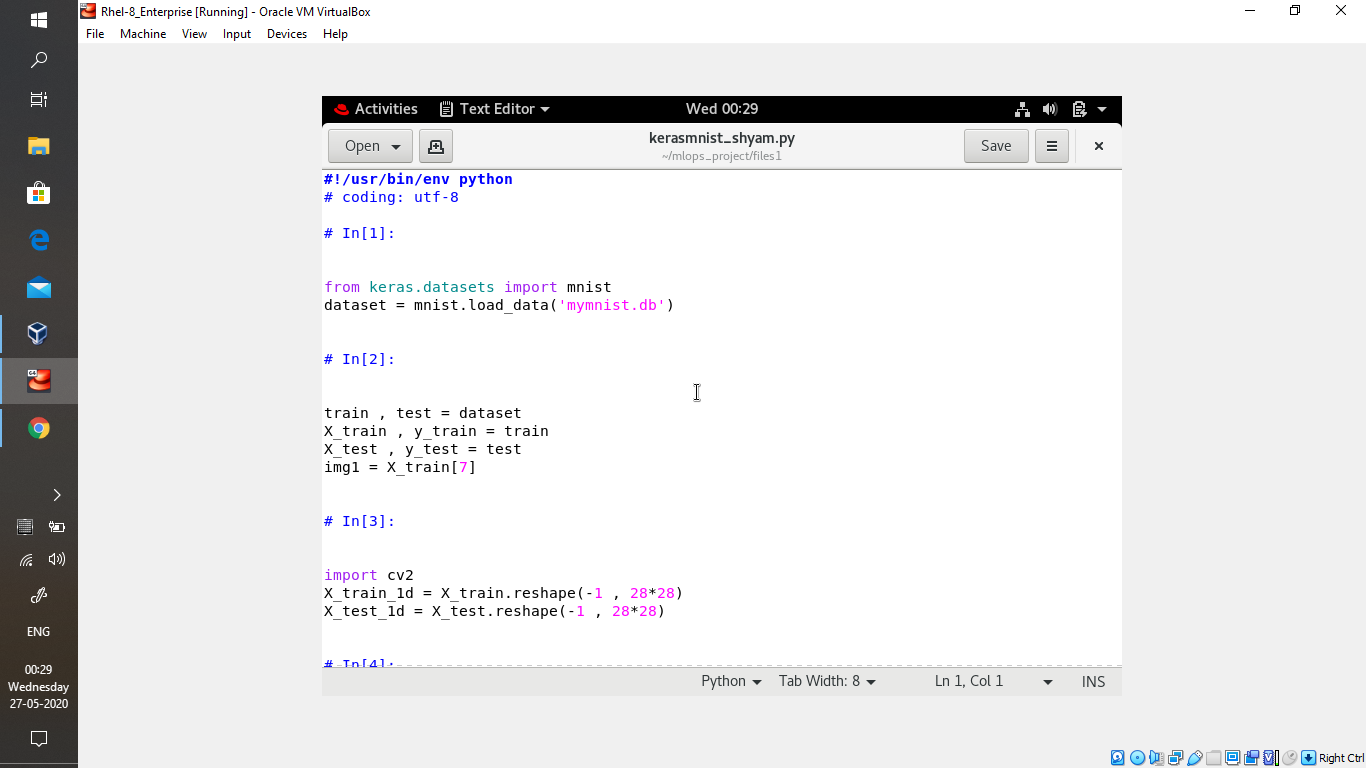 Rhel-8_Enterprise [Running] - Oracle VM VirtualBox
File Machine View Input Devices Help
Activities Text Editor Wed 00:29
Open kerasmnist_shyam.py Save
~/mlops_project/files1
#!/usr/bin/env python
# coding: utf-8
# In[1]:
from keras.datasets import mnist
dataset = mnist.load_data('mymnist.db')
# In[2]:
train , test = dataset
X_train , y_train = train
X_test , y_test = test
img1 = X_train[7]
# In[3]:
import cv2
X_train_1d = X_train.reshape(-1 , 28*28)
X_test_1d = X_test.reshape(-1 , 28*28)
# In[4]:
Python Tab Width: 8 Ln 1, Col 1 INS
64
ENG
00:29
Wednesday
27-05-2020
Right Ctrl